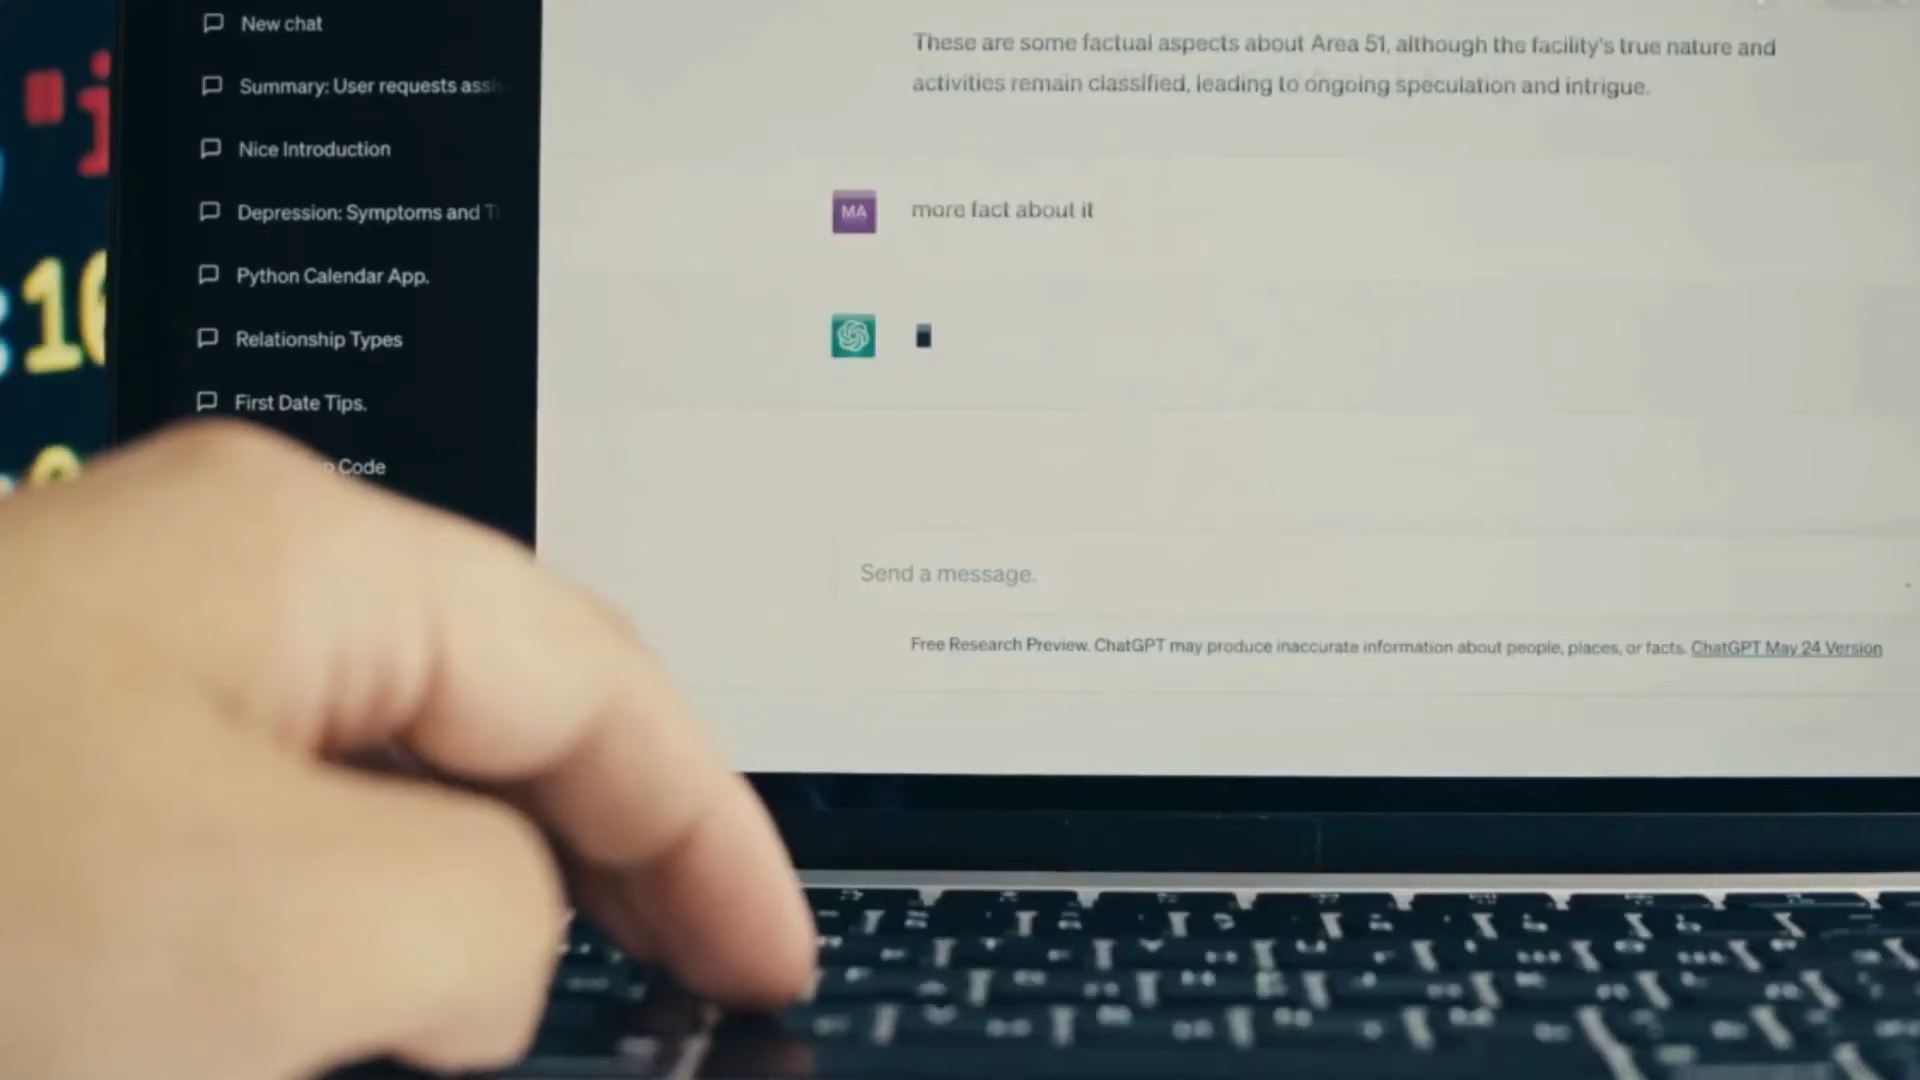 New chat
Summary: User requests assis
Nice Introduction
Depression: Symptoms and T
Python Calendar App.
Relationship Types
First Date Tips.
Code
These are some factual aspects about Area 51, although the facility's true nature and
activities remain classified, leading to ongoing speculation and intrigue.
MA
more fact about it
Send a message.
Free Research Preview. ChatGPT may produce inaccurate information about people, places, or facts. ChatGPT May 24 Version
"i
:10